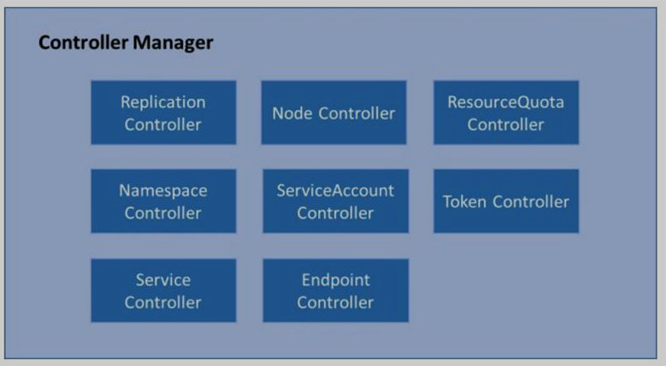 Controller Manager
Replication
Controller
Node Controller
ResourceQuota
Controller
Namespace
Controller
ServiceAccount
Controller
Token Controller
Service
Controller
Endpoint
Controller